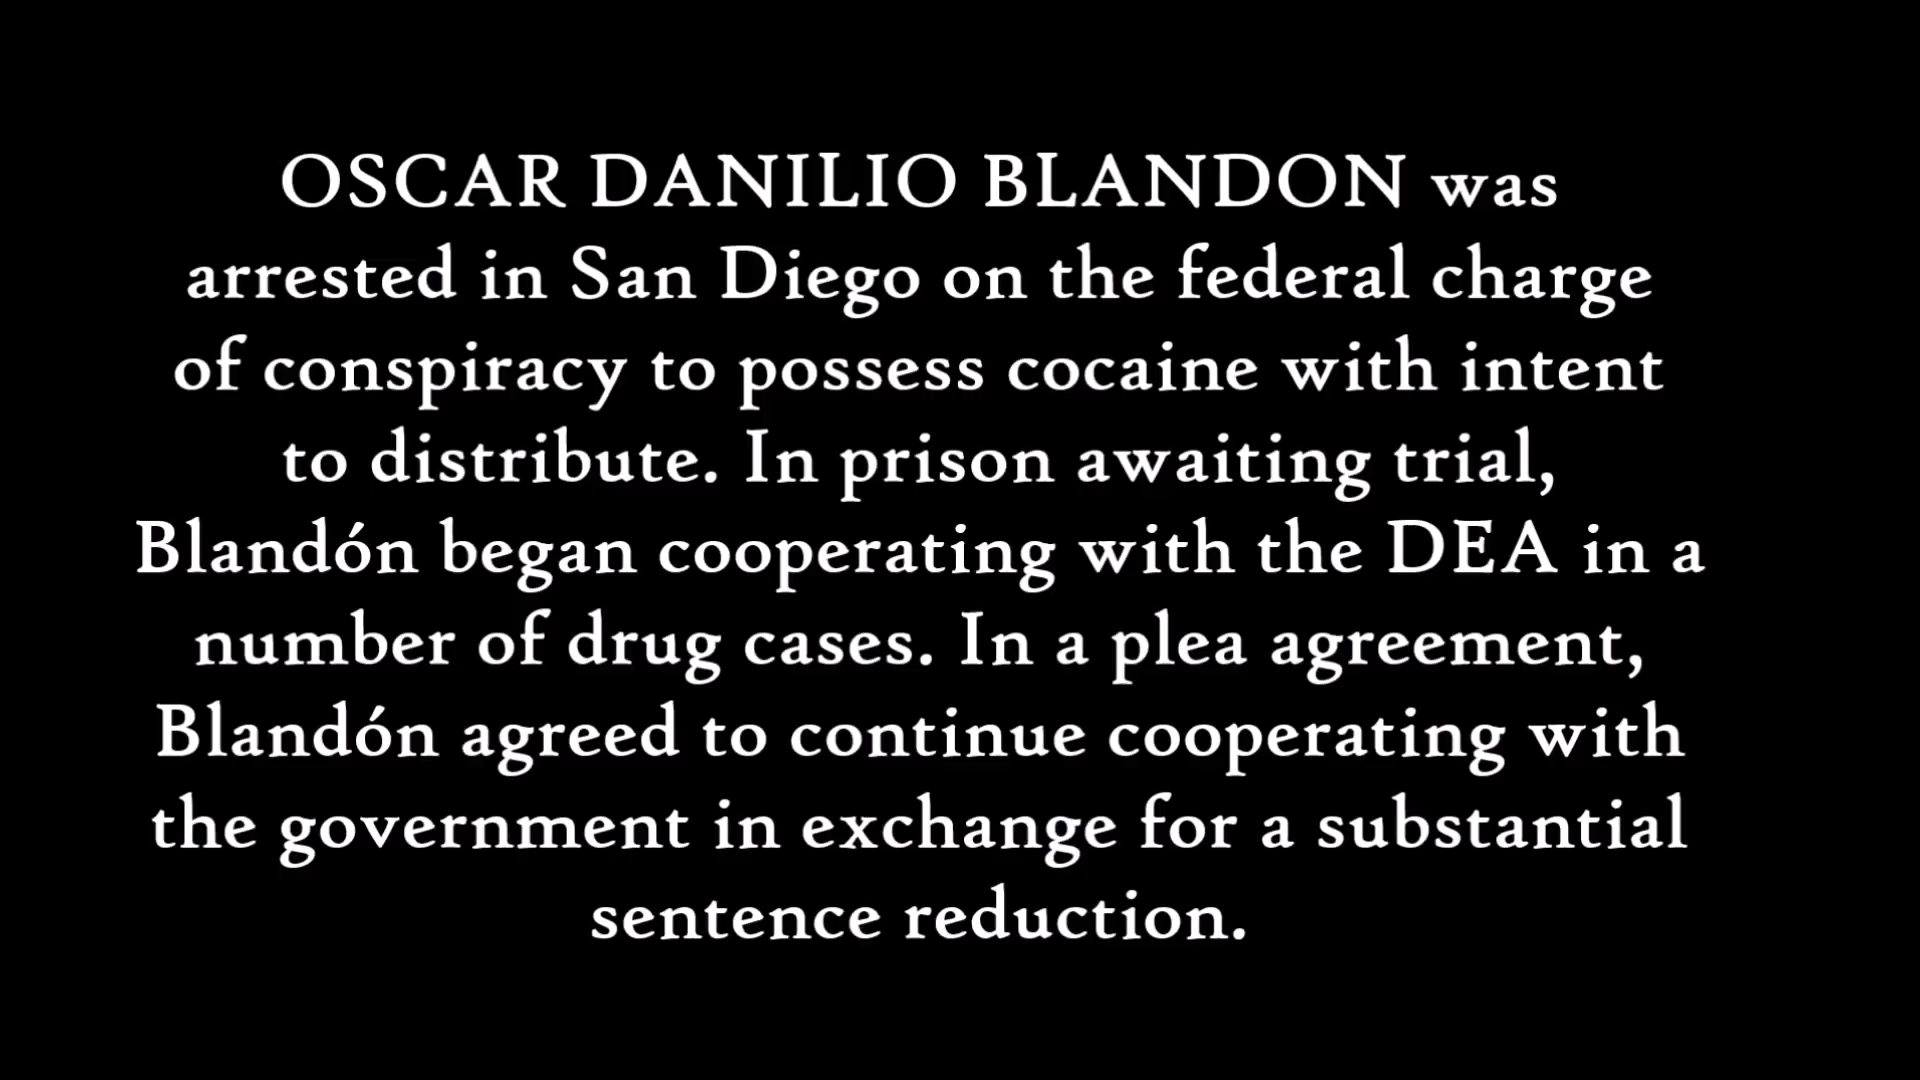 OSCAR DANILIO BLANDON was
arrested in San Diego on the federal charge
of conspiracy to possess cocaine with intent
to distribute. In prison awaiting trial,
Blandón began cooperating with the DEA in a
number of drug cases. In a plea agreement,
Blandón agreed to continue cooperating with
the government in exchange for a substantial
sentence reduction.